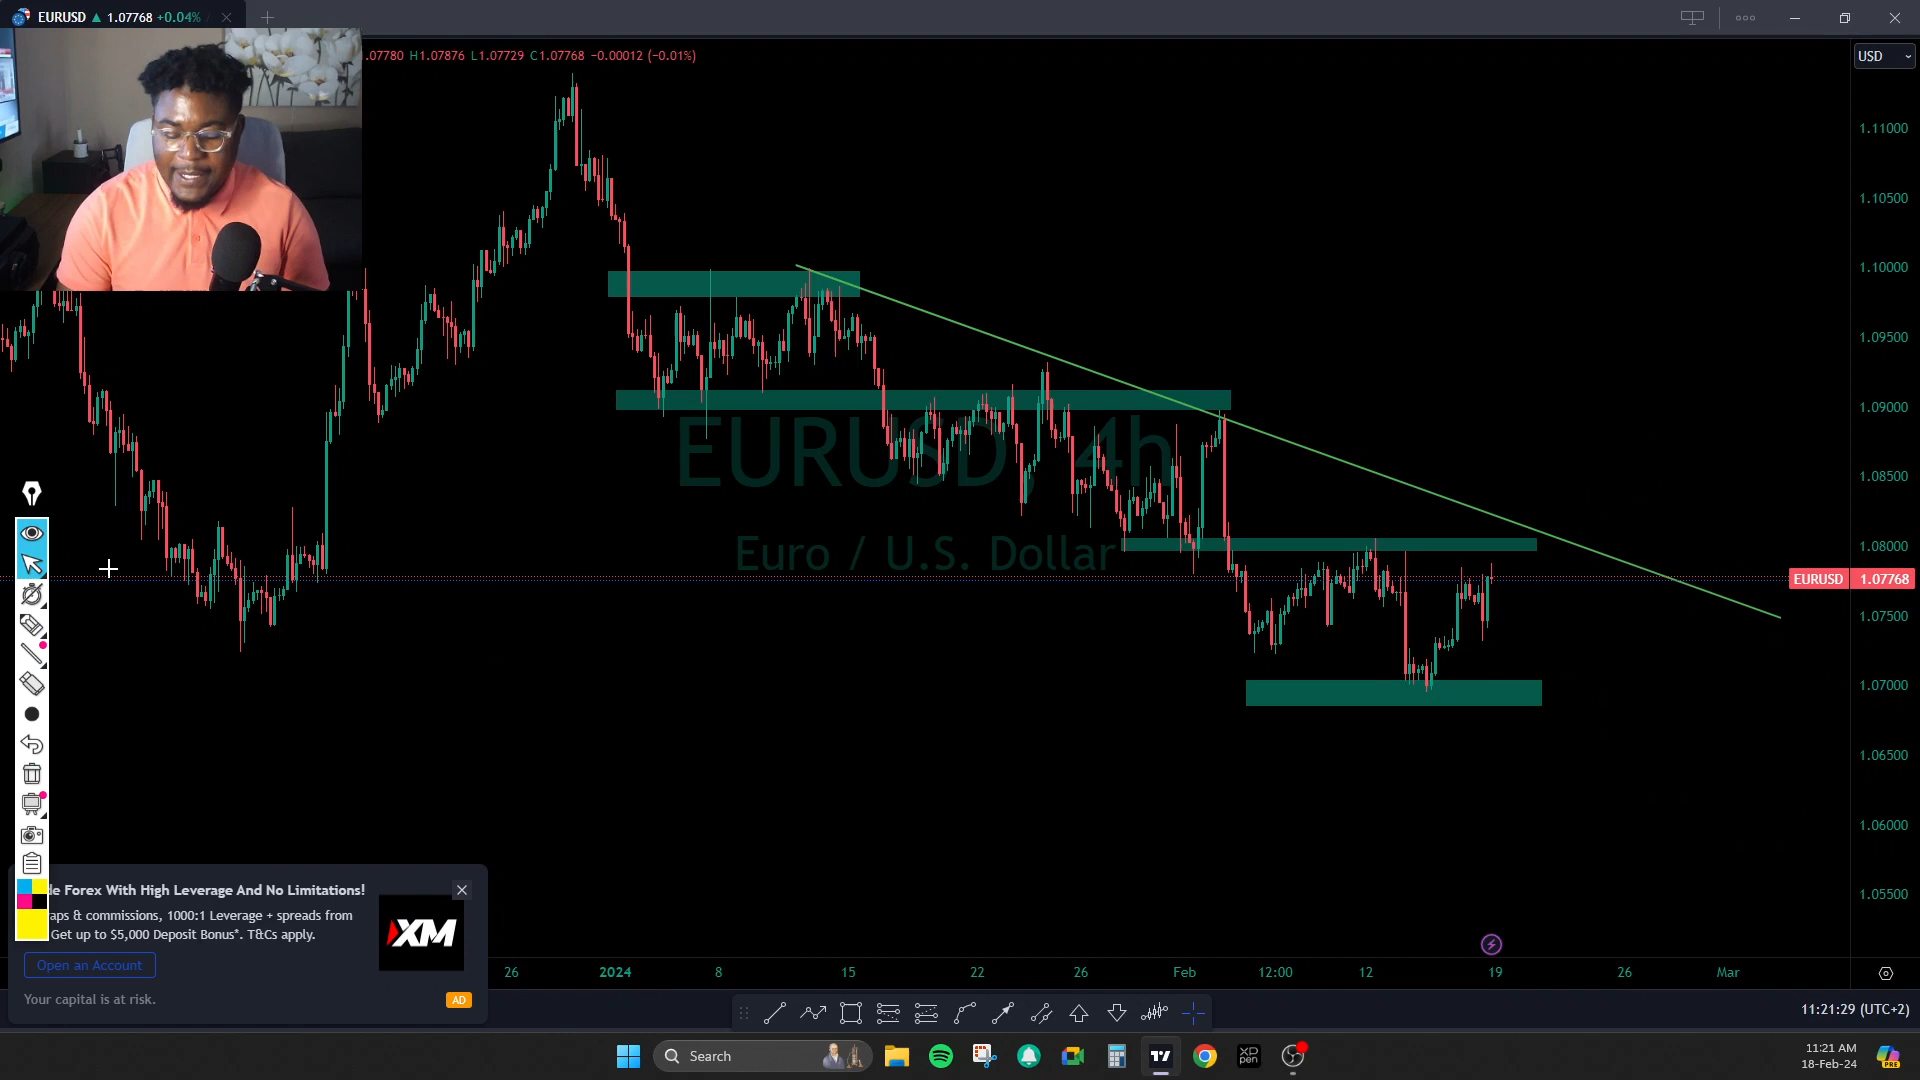 EURUSD ▲ 1.07768 +0.04% /
.07780 H1.07876 L1.07729 C1.07768 −0.00012 (−0.01%)
USD
1.11000
1.10500
1.10000
1.09500
1.09000
1.08500
1.08000
EURUSD 1.07768
1.07500
1.07000
1.06500
1.06000
1.05500
EURUSD, 4h
Euro / U.S. Dollar
de Forex With High Leverage And No Limitations!
aps & commissions, 1000:1 Leverage + spreads from
Get up to $5,000 Deposit Bonus*. T&Cs apply.
XM
Open an Account
Your capital is at risk.
AD
26 2024 8 15 22 26 Feb 12:00 12 19 26 Mar
11:21:29 (UTC+2)
Search
XP
pen
11:21 AM
18-Feb-24
PRE